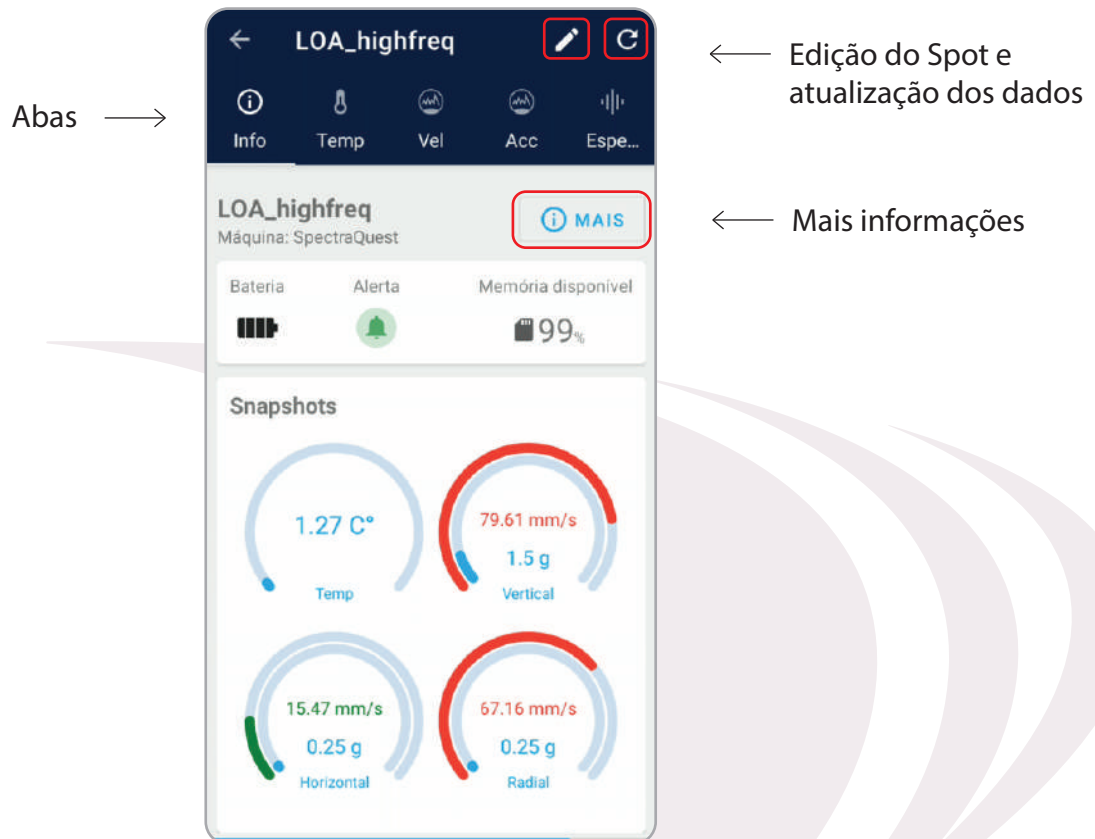 LOA_highfreq
Edição do Spot e
atualização dos dados
Abas
Info Temp Vel Acc Espe...
LOA_highfreq
Máquina: SpectraQuest
MAIS
Mais informações
Bateria Alerta Memória disponível
99%
Snapshots
1.27 C°
Temp
79.61 mm/s
1.5 g
Vertical
15.47 mm/s
0.25 g
Horizontal
67.16 mm/s
0.25 g
Radial